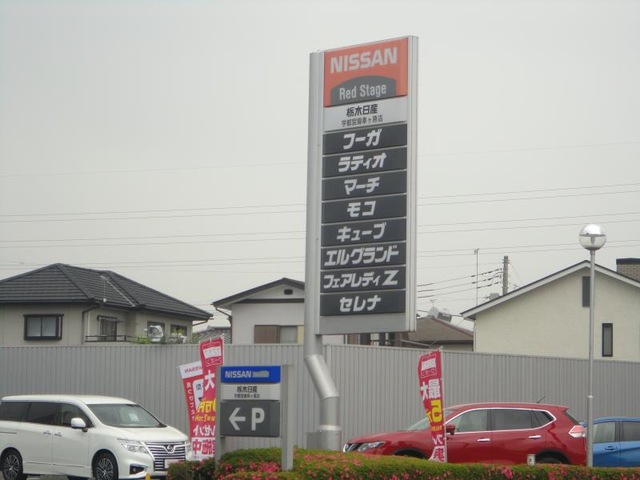 NISSAN
Red Stage
栃木日産
フーガ
ラティオ
マーチ
モコ
キューブ
エルグランド
フェアレディZ
セレナ
NISSAN
栃木日産
←P
最大